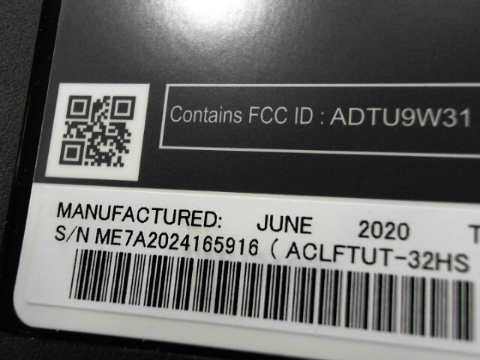 Contains FCC ID : ADTU9W31
MANUFACTURED: JUNE 2020 T
S/N ME7A2024165916 ( ACLFTUT-32HS